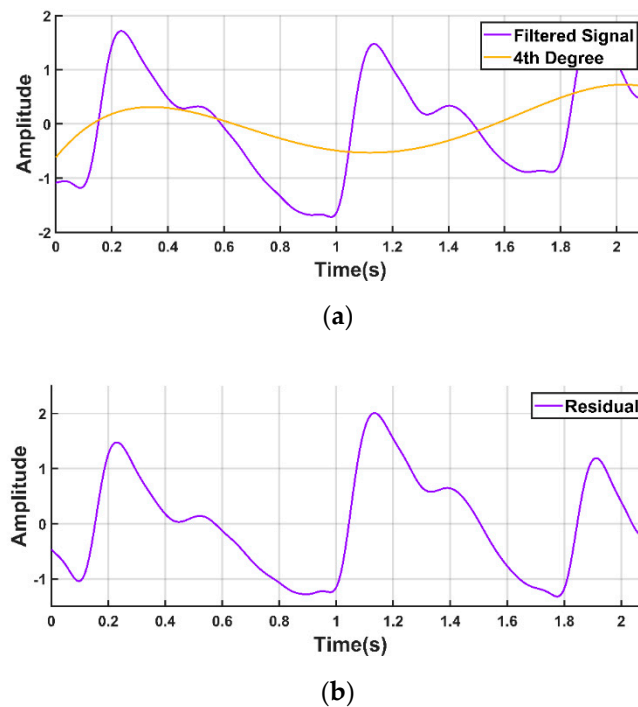 2
Filtered Signal
4th Degree
1
0
-1
-2
Amplitude
0 0.2 0.4 0.6 0.8 1 1.2 1.4 1.6 1.8 2
Time(s)
(a)
Residual
2
1
0
-1
Amplitude
0 0.2 0.4 0.6 0.8 1 1.2 1.4 1.6 1.8 2
Time(s)
(b)